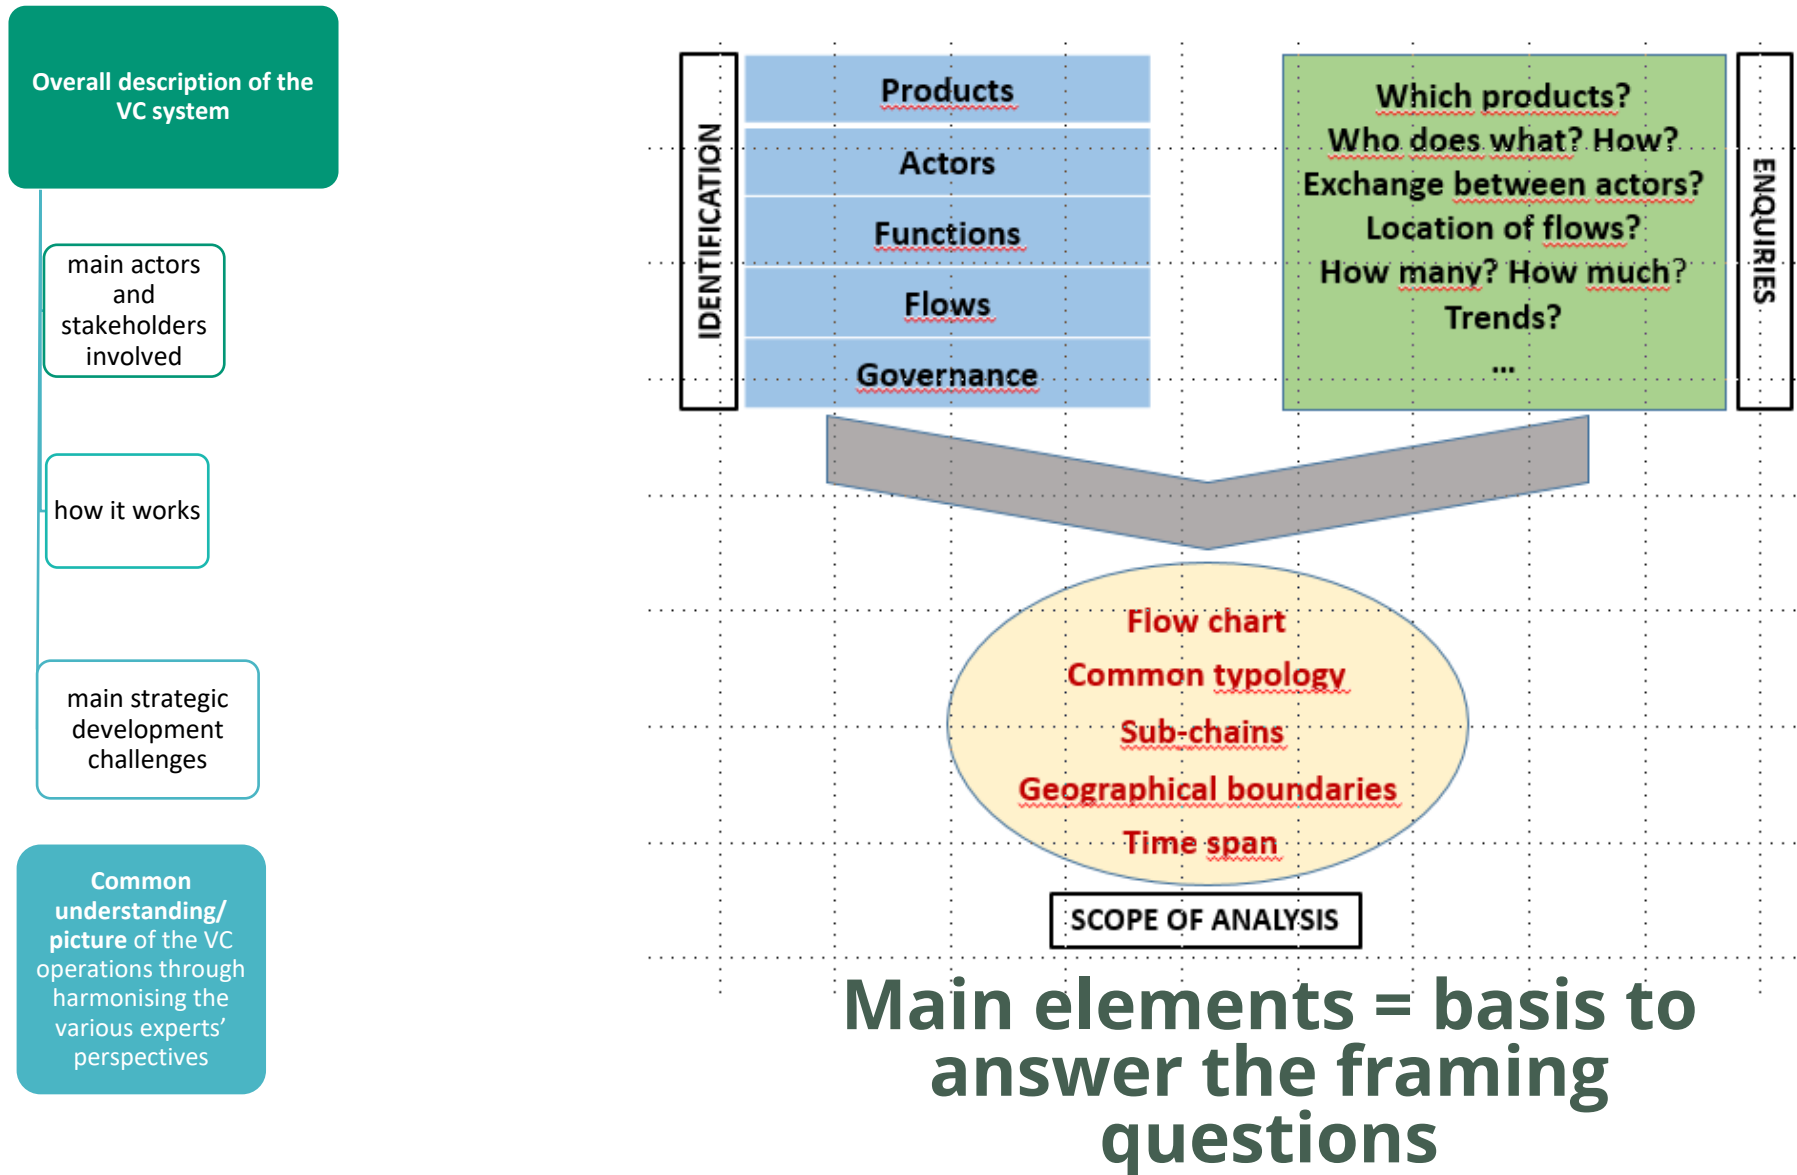 Overall description of the
VC system
main actors
and
stakeholders
involved
how it works
main strategic
development
challenges
Common
understanding/
picture of the VC
operations through
harmonising the
various experts’
perspectives
IDENTIFICATION
Products
Actors
Functions
Flows
Governance
Which products?
Who does what? How?
Exchange between actors?
Location of flows?
How many? How much?
Trends?
...
ENQUIRIES
Flow chart
Common typology
Sub-chains
Geographical boundaries
Time span
SCOPE OF ANALYSIS
Main elements = basis to
answer the framing
questions